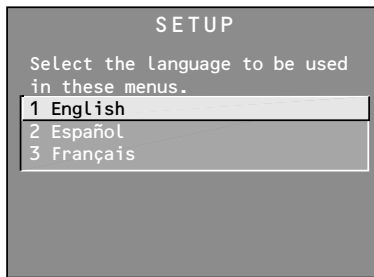 SETUP
Select the language to be used
in these menus.
1 English
2 Español
3 Français